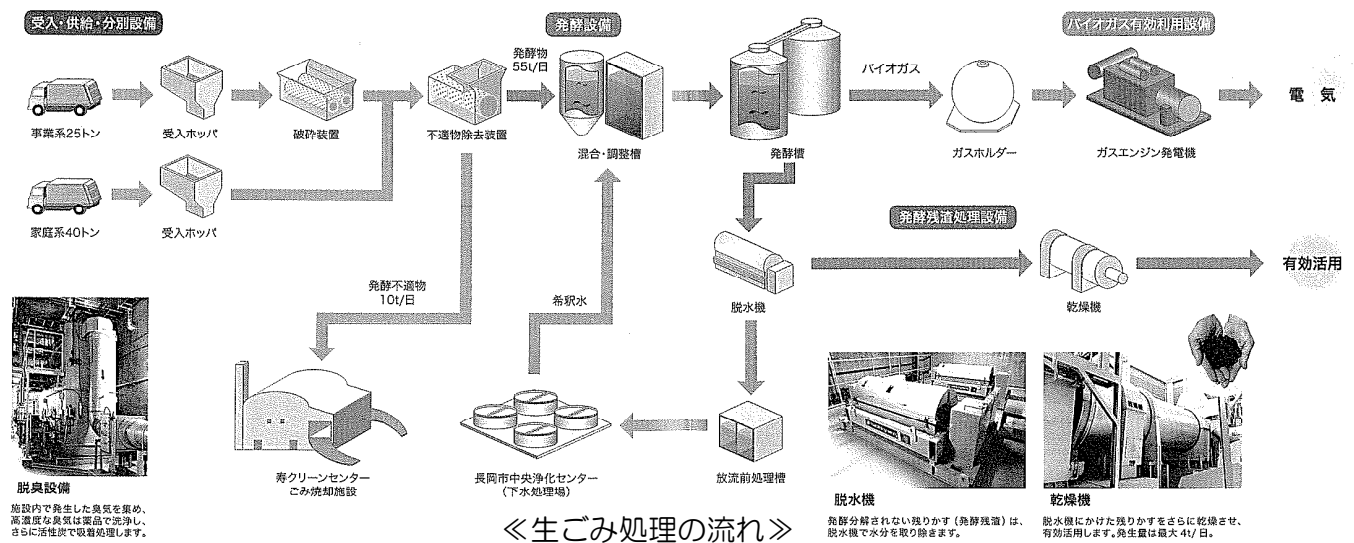 受入・供給・分別設備
発酵設備
バイオガス有効利用設備
事業系25トン
受入ホッパ
破砕装置
不適物除去装置
発酵物
55t/日
混合・調整槽
発酵槽
バイオガス
ガスホルダー
ガスエンジン発電機
電 気
家庭系40トン
受入ホッパ
発酵残渣処理設備
脱水機
乾燥機
有効活用
発酵不適物
10t/日
希釈水
寿クリーンセンター
ごみ焼却施設
長岡市中央浄化センター
(下水処理場)
放流前処理槽
脱臭設備
施設内で発生した臭気を集め、
高濃度な臭気は薬品で洗浄し、
さらに活性炭で吸着処理します。
脱水機
発酵分解されない残りかす(発酵残渣)は、
脱水機で水分を取り除きます。
乾燥機
脱水機にかけた残りかすをさらに乾燥させ、
有効活用します。発生量は最大 4t/日。
≪生ごみ処理の流れ≫